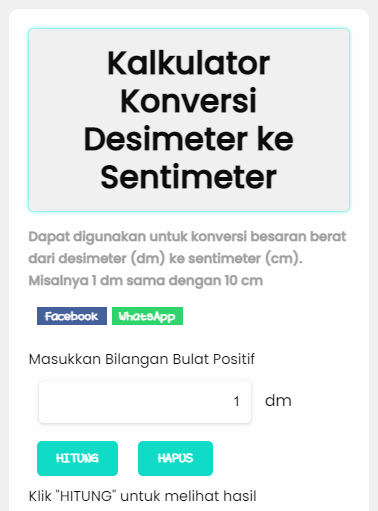 Kalkulator
Konversi
Desimeter ke
Sentimeter
Dapat digunakan untuk konversi besaran berat
dari desimeter (dm) ke sentimeter (cm).
Misalnya 1 dm sama dengan 10 cm
Facebook WhatsApp
Masukkan Bilangan Bulat Positif
1 dm
HITUNG HAPUS
Klik "HITUNG" untuk melihat hasil